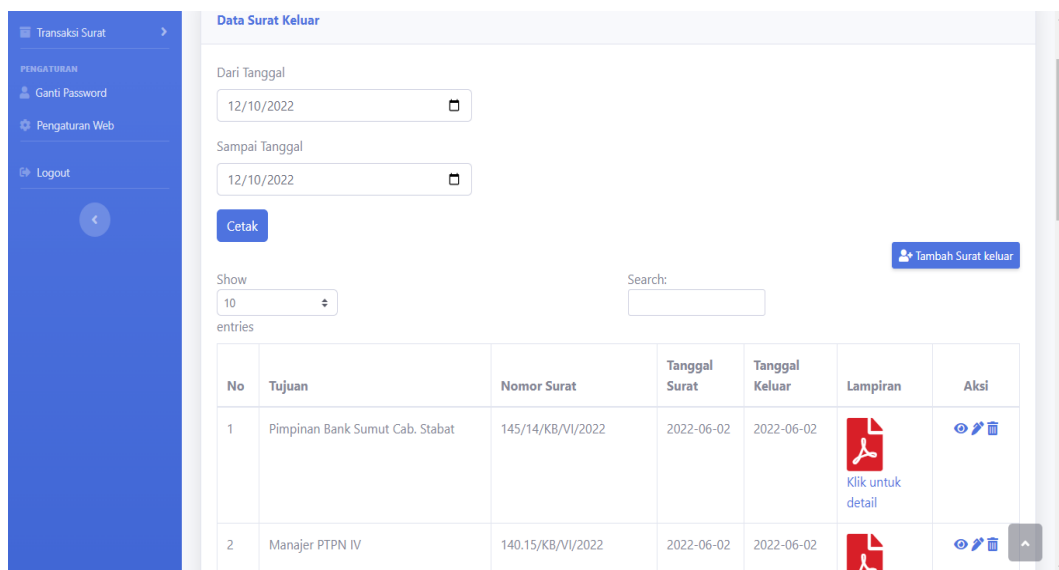 Transaksi Surat
PENGATURAN
Ganti Password
Pengaturan Web
Logout
Data Surat Keluar
Dari Tanggal
12/10/2022
Sampai Tanggal
12/10/2022
Cetak
Tambah Surat keluar
Show
10
entries
Search:
No Tujuan Nomor Surat Tanggal Surat Tanggal Keluar Lampiran Aksi
1 Pimpinan Bank Sumut Cab. Stabat 145/14/KB/VI/2022 2022-06-02 2022-06-02
Klik untuk
detail
2 Manajer PTPN IV 140.15/KB/VI/2022 2022-06-02 2022-06-02